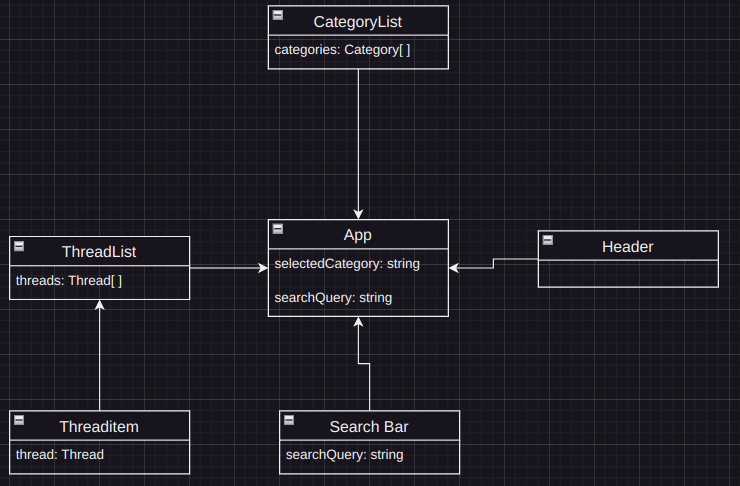 CategoryList
categories: Category[ ]
App
selectedCategory: string
searchQuery: string
ThreadList
threads: Thread[ ]
Header
Threaditem
thread: Thread
Search Bar
searchQuery: string